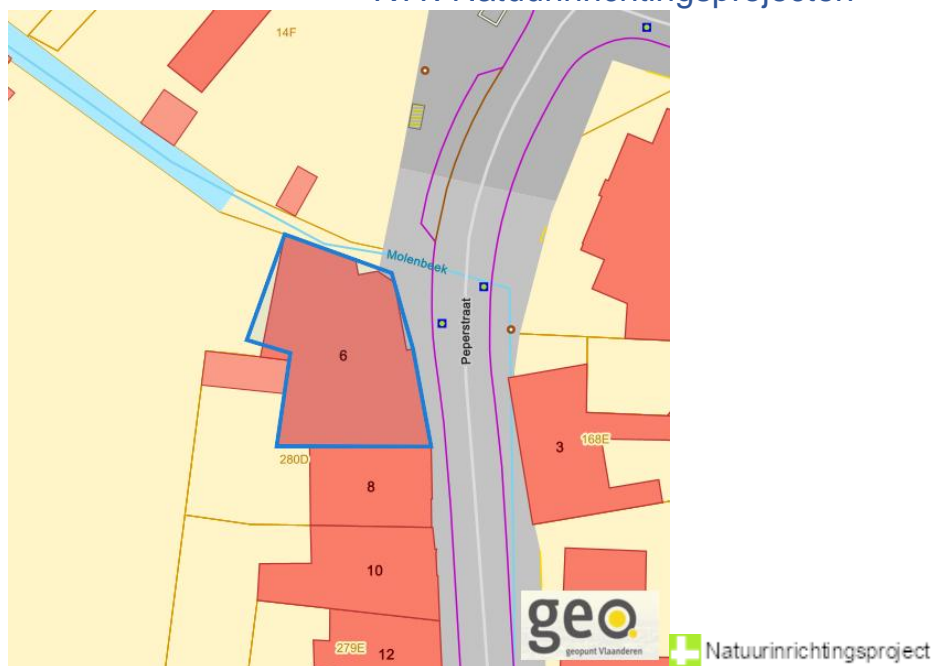 14F
Molenbeek
Peperstraat
6
3
168E
280D
8
10
279E
12
geo.
geopunt Vlaanderen
Natuurinrichtingsproject